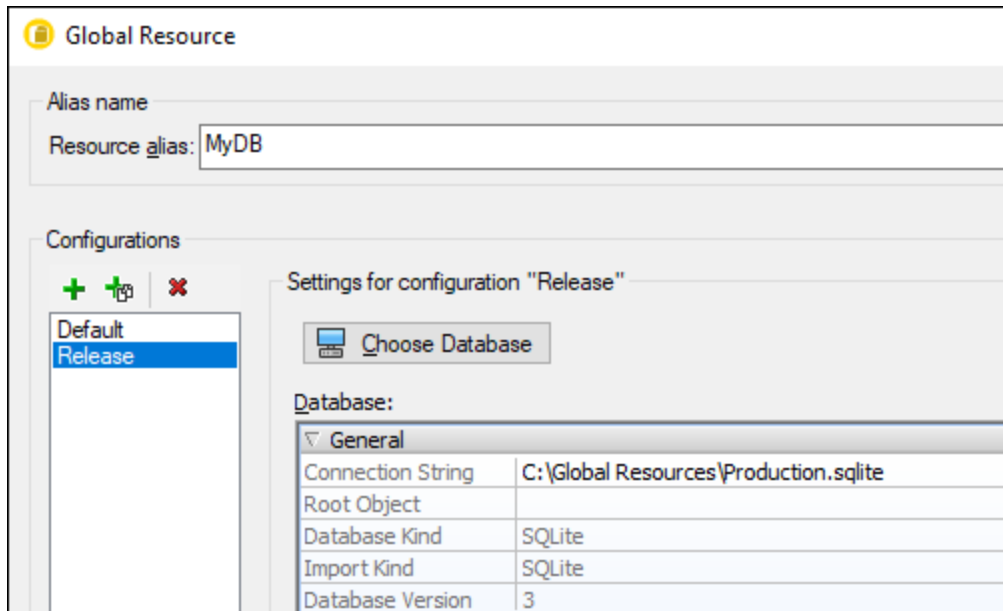 Global Resource
Alias name
Resource alias: MyDB
Configurations
Settings for configuration "Release"
Default
Release
Choose Database
Database:
General
Connection String C:\Global Resources\Production.sqlite
Root Object
Database Kind SQLite
Import Kind SQLite
Database Version 3